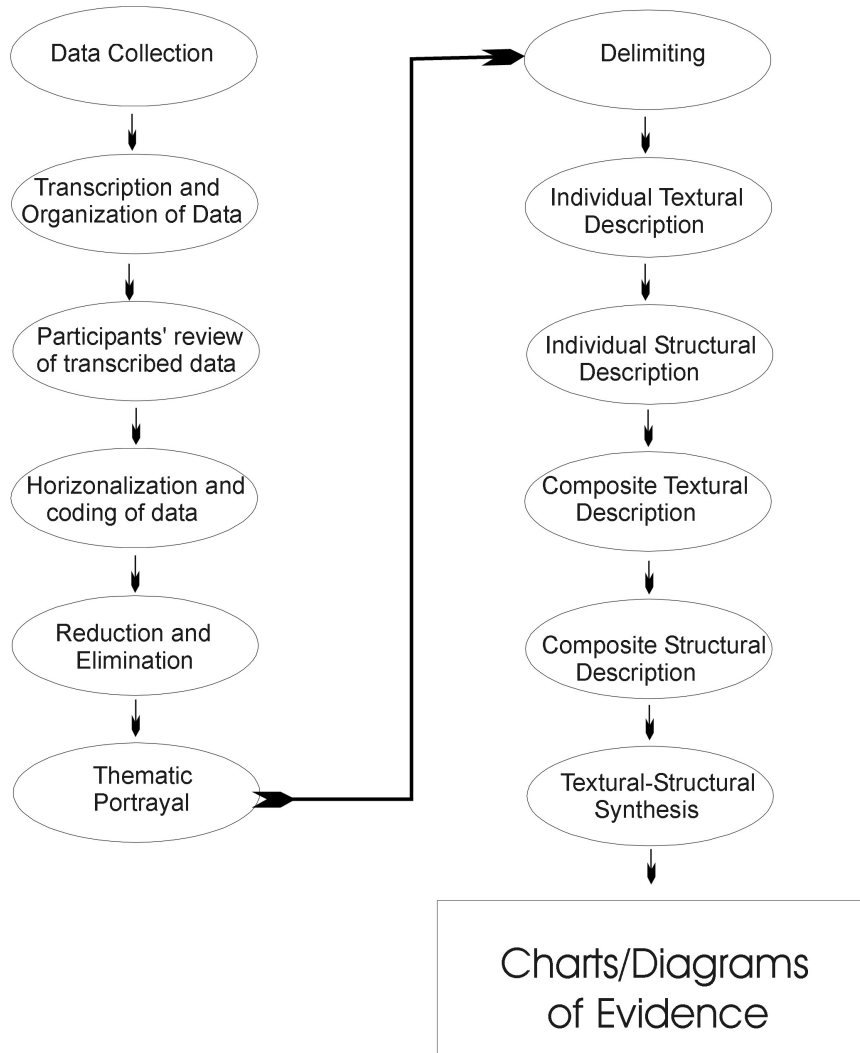 Data Collection
Transcription and
Organization of Data
Participants' review
of transcribed data
Horizonalization and
coding of data
Reduction and
Elimination
Thematic
Portrayal
Delimiting
Individual Textural
Description
Individual Structural
Description
Composite Textural
Description
Composite Structural
Description
Textural-Structural
Synthesis
Charts/Diagrams
of Evidence